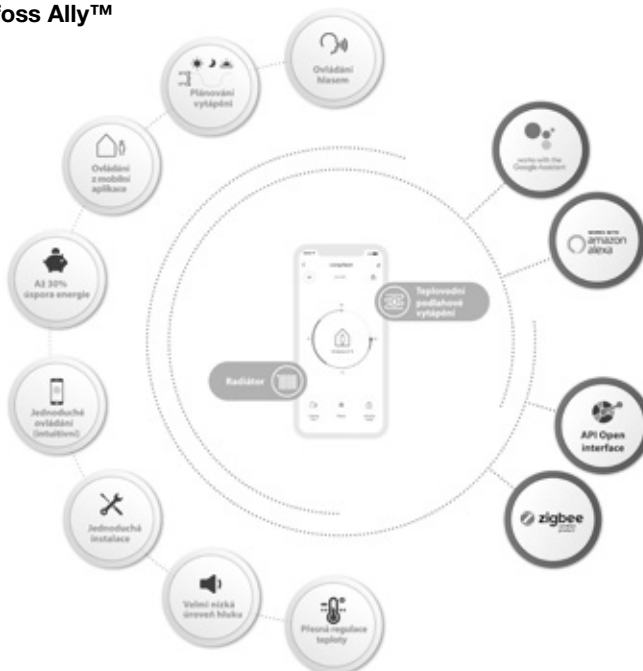 foss Ally™
Ovládání
hlasem
Plánování
vytápění
Ovládání
z mobilní
aplikace
Až 30%
úspora energie
Jednoduché
ovládání
(intuitivní)
Jednoduchá
instalace
Velmi nízká
úroveň hluku
Přesná regulace
teploty
works with the
Google Assistant
WORKS WITH
amazon
alexa
API Open
interface
zigbee
Teplovodní
podlahové
vytápění
Radiátor